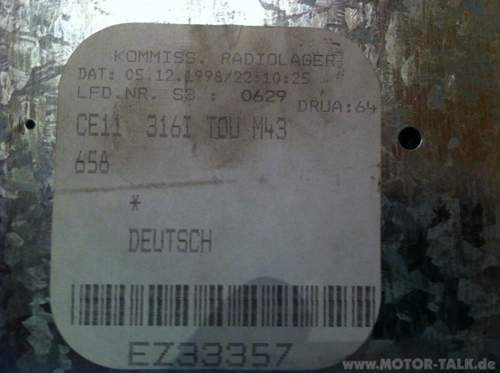 KOMMISS. RADIOLAGER
DAT: 05.12.1998/22:10:25
LFD.NR. S3 : 0629
DRUA:64
CE11 316I TOU M43
656
*
DEUTSCH
EZ33357
www.MOTOR-TALK.de